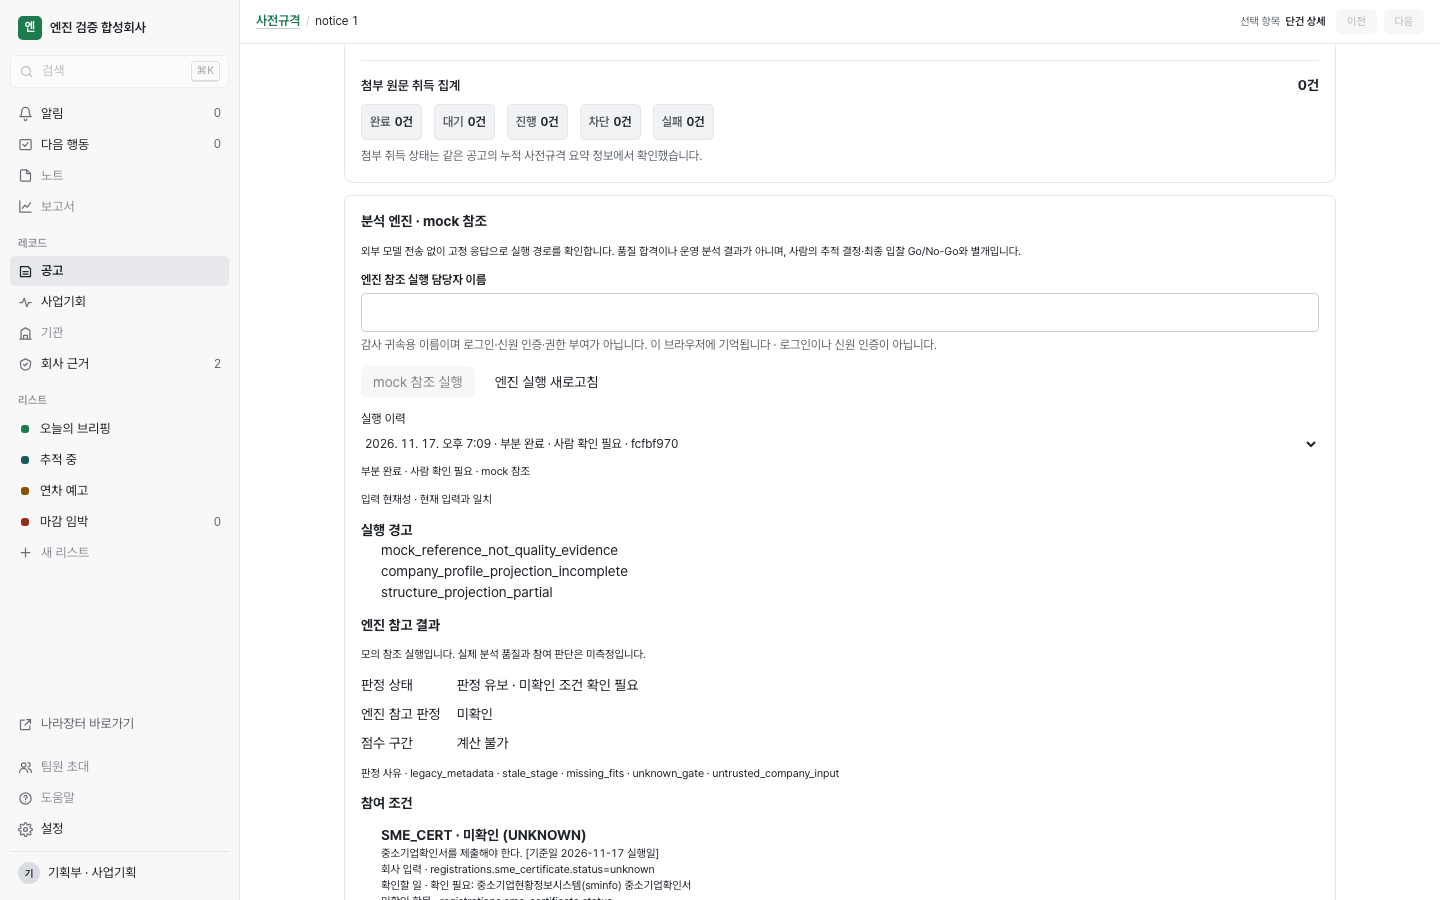 엔 엔진 검증 합성회사
검색 ⌘K
알림 0
다음 행동 0
노트
보고서
레코드
공고
사업기회
기관
회사 근거 2
리스트
오늘의 브리핑
추적 중
연차 예고
마감 임박 0
새 리스트
나라장터 바로가기
팀원 초대
도움말
설정
기 기획부 · 사업기획
사전규격 / notice 1
선택 항목 단건 상세 이전 다음
첨부 원문 취득 집계 0건
완료 0건 대기 0건 진행 0건 차단 0건 실패 0건
첨부 취득 상태는 같은 공고의 누적 사전규격 요약 정보에서 확인했습니다.
분석 엔진 · mock 참조
외부 모델 전송 없이 고정 응답으로 실행 경로를 확인합니다. 품질 합격이나 운영 분석 결과가 아니며, 사람의 추적 결정·최종 입찰 Go/No-Go와 별개입니다.
엔진 참조 실행 담당자 이름
감사 귀속용 이름이며 로그인·신원 인증·권한 부여가 아닙니다. 이 브라우저에 기억됩니다 · 로그인이나 신원 인증이 아닙니다.
mock 참조 실행 엔진 실행 새로고침
실행 이력
2026. 11. 17. 오후 7:09 · 부분 완료 · 사람 확인 필요 · fcfbf970
부분 완료 · 사람 확인 필요 · mock 참조
입력 현재성 · 현재 입력과 일치
실행 경고
mock_reference_not_quality_evidence
company_profile_projection_incomplete
structure_projection_partial
엔진 참고 결과
모의 참조 실행입니다. 실제 분석 품질과 참여 판단은 미측정입니다.
판정 상태 판정 유보 · 미확인 조건 확인 필요
엔진 참고 판정 미확인
점수 구간 계산 불가
판정 사유 · legacy_metadata · stale_stage · missing_fits · unknown_gate · untrusted_company_input
참여 조건
SME_CERT · 미확인 (UNKNOWN)
중소기업확인서를 제출해야 한다. [기준일 2026-11-17 실행일]
회사 입력 · registrations.sme_certificate.status=unknown
확인할 일 · 확인 필요: 중소기업현황정보시스템(sminfo) 중소기업확인서
미확인 항목 · registrations.sme_certificate.status